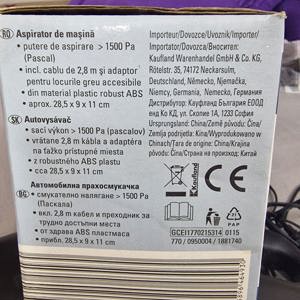 RO Aspirator de mașină
• putere de aspirare > 1500 Pa
(Pascal)
• incl. cablu de 2,8 m și adaptor
pentru locurile greu accesibile
• din material plastic robust ABS
• aprox. 28,5 x 9 x 11 cm
SK Autovysávač
• sací výkon > 1500 Pa (pascalov)
• vrátane 2,8 m kábla a adaptéra
na ťažko prístupné miesta
• z robustného ABS plastu
• cca 28,5 x 9 x 11 cm
BG Автомобилна прахосмукачка
• смукателно налягане > 1500 Pa
(Паскала)
• вкл. 2,8 м кабел и преходник за
трудно достъпни места
• от здрава ABS пластмаса
• прибл. 28,5 x 9 x 11 cm
Importeur/Dovozce/Uvoznik/Importer/
Importator/Dovozca/Вносител:
Kaufland Warenhandel GmbH & Co. KG,
Rötelstr. 35, 74172 Neckarsulm,
Deutschland, Německo, Njemačka,
Niemcy, Germania, Nemecko, Германия
Дистрибутор: Кауфланд България ЕООД
енд Ко КД, ул. Скопие 1А, 1233 София
Ursprungsland: China/Země původu: Čína/
Zemlja podrijetla: Kina/Wyprodukowano w
Chinach/Țara de origine: China/Krajina
pôvodu: Čína/Страна на произход: Китай
Kaufland
CE
21
PAP
GCEI1770215314 0115
770 / 0950004 / 1881740